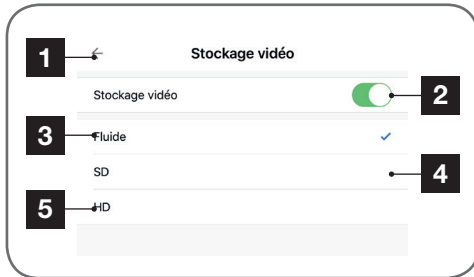 1 Stockage vidéo
Stockage vidéo 2
3 Fluide
SD 4
5 HD